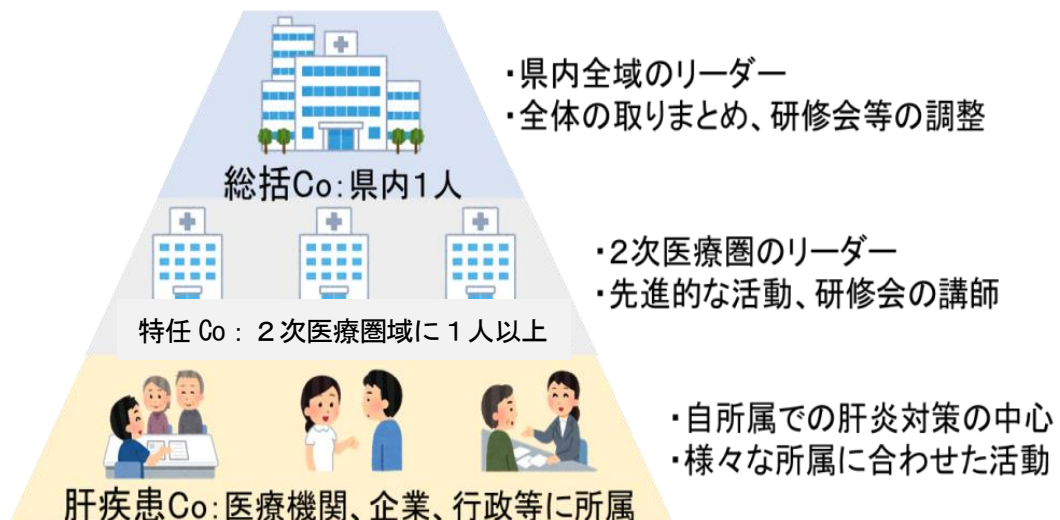 ・県内全域のリーダー
・全体の取りまとめ、研修会等の調整
総括Co:県内1人
・2次医療圏のリーダー
・先進的な活動、研修会の講師
特任 Co : 2次医療圏域に1人以上
・自所属での肝炎対策の中心
・様々な所属に合わせた活動
肝疾患Co:医療機関、企業、行政等に所属